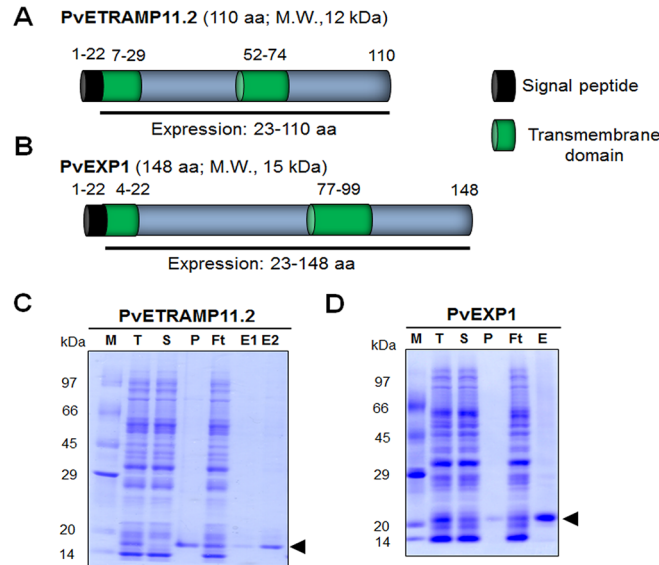 A
PvETRAMP11.2 (110 aa; M.W.,12 kDa)
1-22 7-29 52-74 110
Signal peptide
Expression: 23-110 aa
Transmembrane
domain
B
PvEXP1 (148 aa; M.W., 15 kDa)
1-22 4-22 77-99 148
Expression: 23-148 aa
C
PvETRAMP11.2
kDa M T S P Ft E1 E2
97
66
45
29
20
14
D
PvEXP1
kDa M T S P Ft E
97
66
45
29
20
14